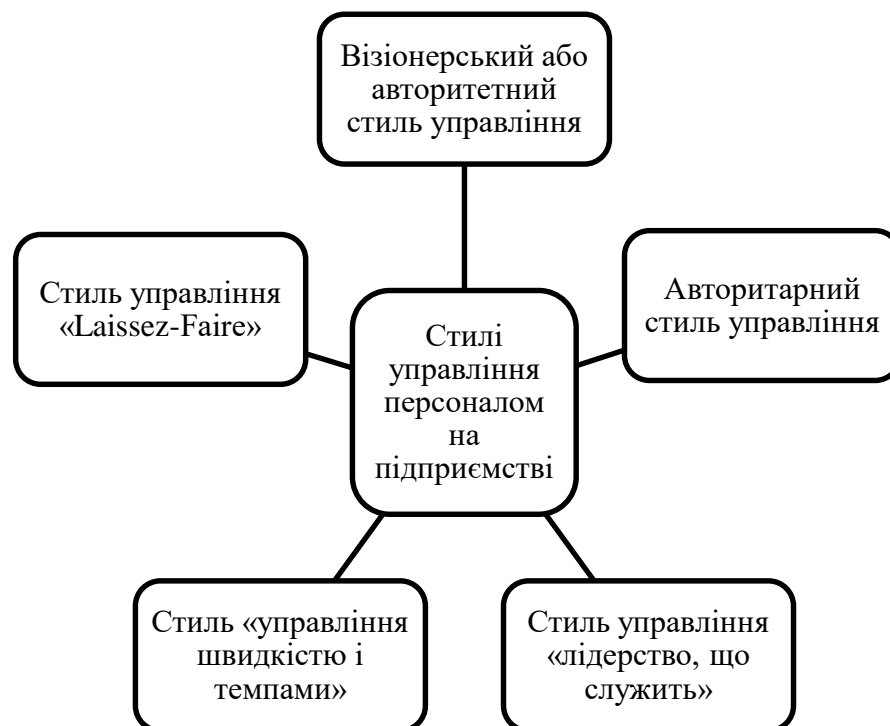 Візіонерський або
авторитетний
стиль управління
Стиль управління
«Laissez-Faire»
Авторитарний
стиль управління
Стилі
управління
персоналом
на
підприємстві
Стиль «управління
швидкістю і
темпами»
Стиль управління
«лідерство, що
служить»